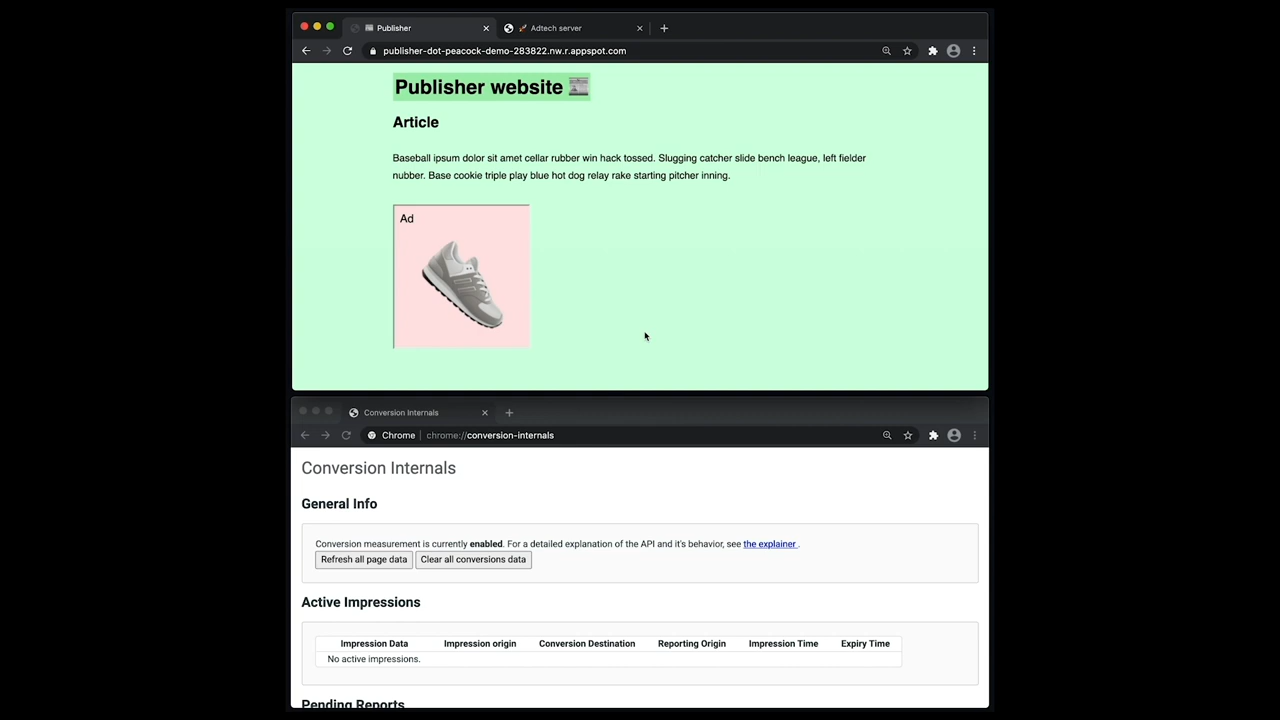 Publisher
Adtech server
publisher-dot-peacock-demo-283822.nw.r.appspot.com
Publisher website
Article
Baseball ipsum dolor sit amet cellar rubber win hack tossed. Slugging catcher slide bench league, left fielder
nubber. Base cookie triple play blue hot dog relay rake starting pitcher inning.
Ad
Conversion Internals
Chrome chrome://conversion-internals
Conversion Internals
General Info
Conversion measurement is currently enabled. For a detailed explanation of the API and it's behavior, see the explainer .
Refresh all page data Clear all conversions data
Active Impressions
Impression Data Impression origin Conversion Destination Reporting Origin Impression Time Expiry Time
No active impressions.
Pending Reports